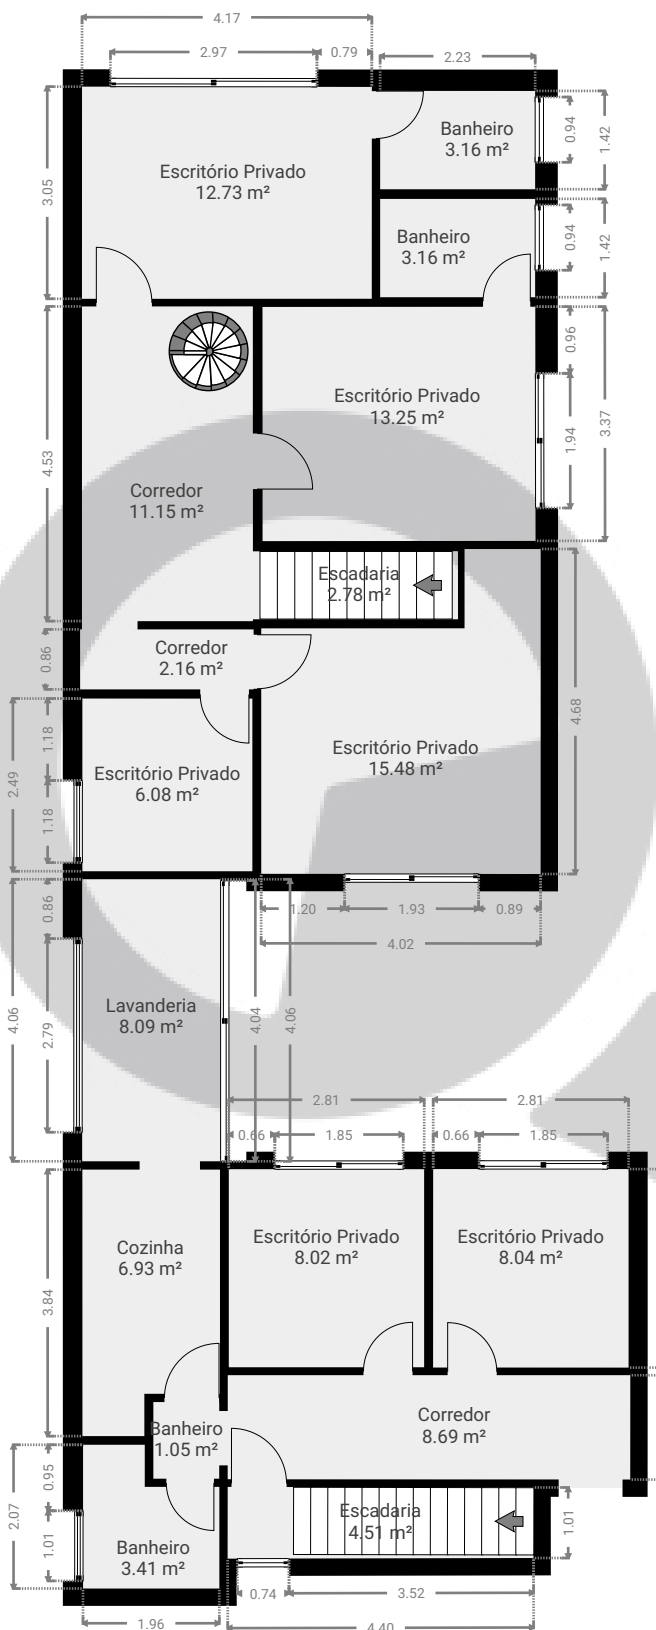 4.17
2.97
0.79
2.23
Banheiro
3.16 m²
0.94
1.42
Escritório Privado
12.73 m²
3.05
Banheiro
3.16 m²
0.94
1.42
0.96
Escritório Privado
13.25 m²
3.37
1.94
4.53
Corredor
11.15 m²
Escadaria
2.78 m²
Corredor
2.16 m²
0.86
4.68
Escritório Privado
15.48 m²
1.18
2.49
Escritório Privado
6.08 m²
1.18
0.86
1.20
1.93
0.89
4.02
Lavanderia
8.09 m²
4.06
2.79
4.04
4.06
2.81
2.81
0.66
1.85
0.66
1.85
Escritório Privado
8.02 m²
Escritório Privado
8.04 m²
Cozinha
6.93 m²
3.84
Corredor
8.69 m²
Banheiro
1.05 m²
0.95
2.07
1.01
Escadaria
4.51 m²
1.01
Banheiro
3.41 m²
0.74
3.52
1.96
4.40